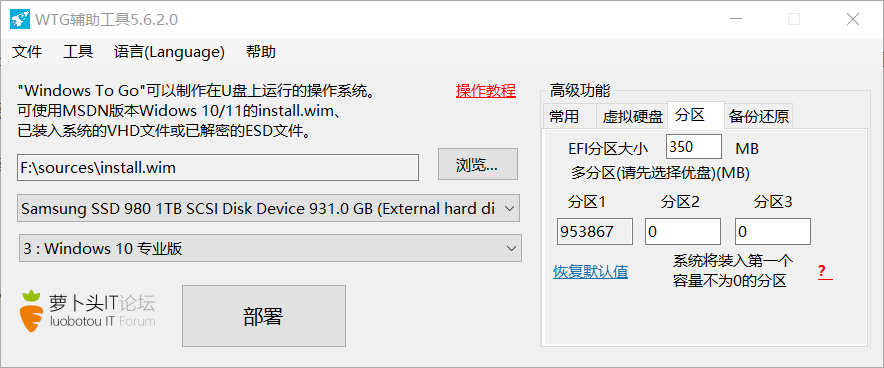 WTG辅助工具5.6.2.0
文件 工具 语言(Language) 帮助
"Windows To Go"可以制作在U盘上运行的操作系统。
可使用MSDN版本Widows 10/11的install.wim、
已装入系统的VHD文件或已解密的ESD文件。
操作教程
F:\sources\install.wim
浏览...
Samsung SSD 980 1TB SCSI Disk Device 931.0 GB (External hard di
3 : Windows 10 专业版
萝卜头IT论坛
luobotou IT Forum
部署
高级功能
常用 虚拟硬盘 分区 备份还原
EFI分区大小 350 MB
多分区(请先选择优盘)(MB)
分区1 分区2 分区3
953867 0 0
恢复默认值
系统将装入第一个
容量不为0的分区
?